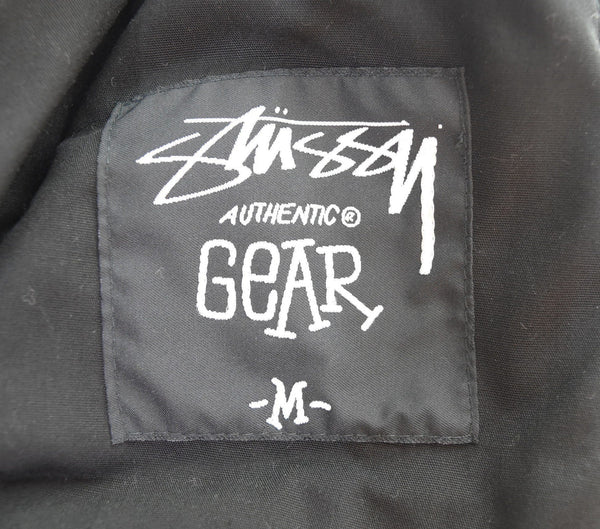 Stüssy
AUTHENTIC®
GeAR
-M-